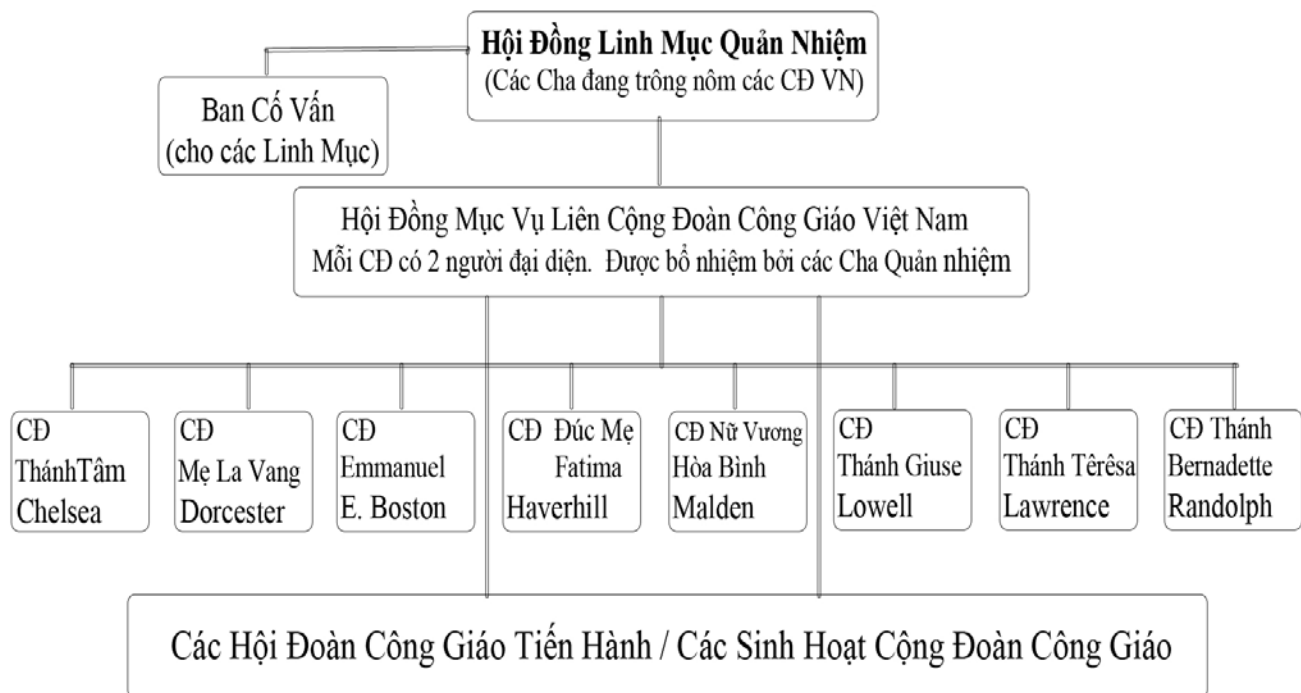 Hội Đồng Linh Mục Quản Nhiệm
(Các Cha đang trông nôm các CĐ VN)
Ban Cố Vấn
(cho các Linh Mục)
Hội Đồng Mục Vụ Liên Cộng Đoàn Công Giáo Việt Nam
Mỗi CĐ có 2 người đại diện. Được bổ nhiệm bởi các Cha Quản nhiệm
CĐ
ThánhTâm
Chelsea
CĐ
Mẹ La Vang
Dorcester
CĐ
Emmanuel
E. Boston
CĐ Đúc Mẹ
Fatima
Haverhill
CĐ Nữ Vương
Hòa Bình
Malden
CĐ
Thánh Giuse
Lowell
CĐ
Thánh Têrêsa
Lawrence
CĐ Thánh
Bernadette
Randolph
Các Hội Đoàn Công Giáo Tiến Hành / Các Sinh Hoạt Cộng Đoàn Công Giáo